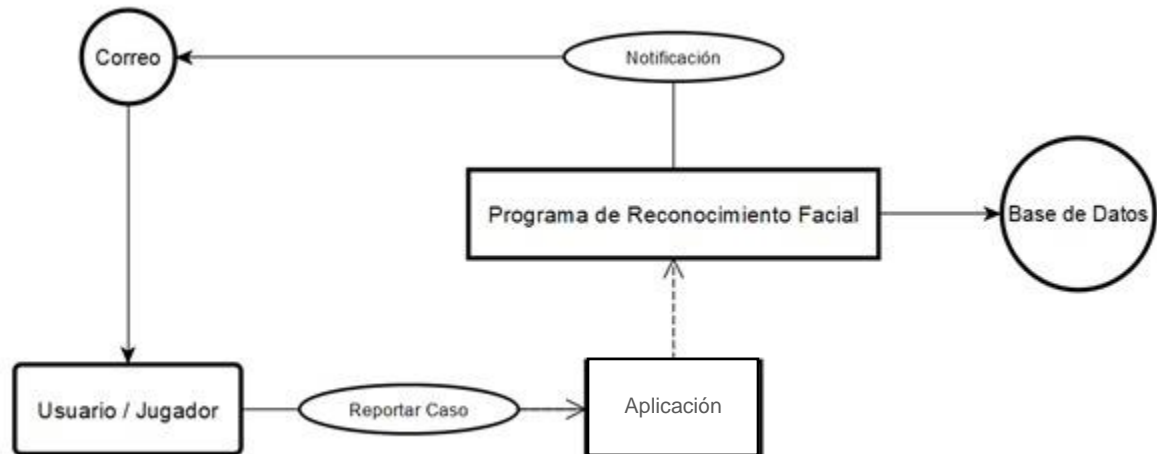 Correo
Notificación
Programa de Reconocimiento Facial
Base de Datos
Usuario / Jugador
Reportar Caso
Aplicación